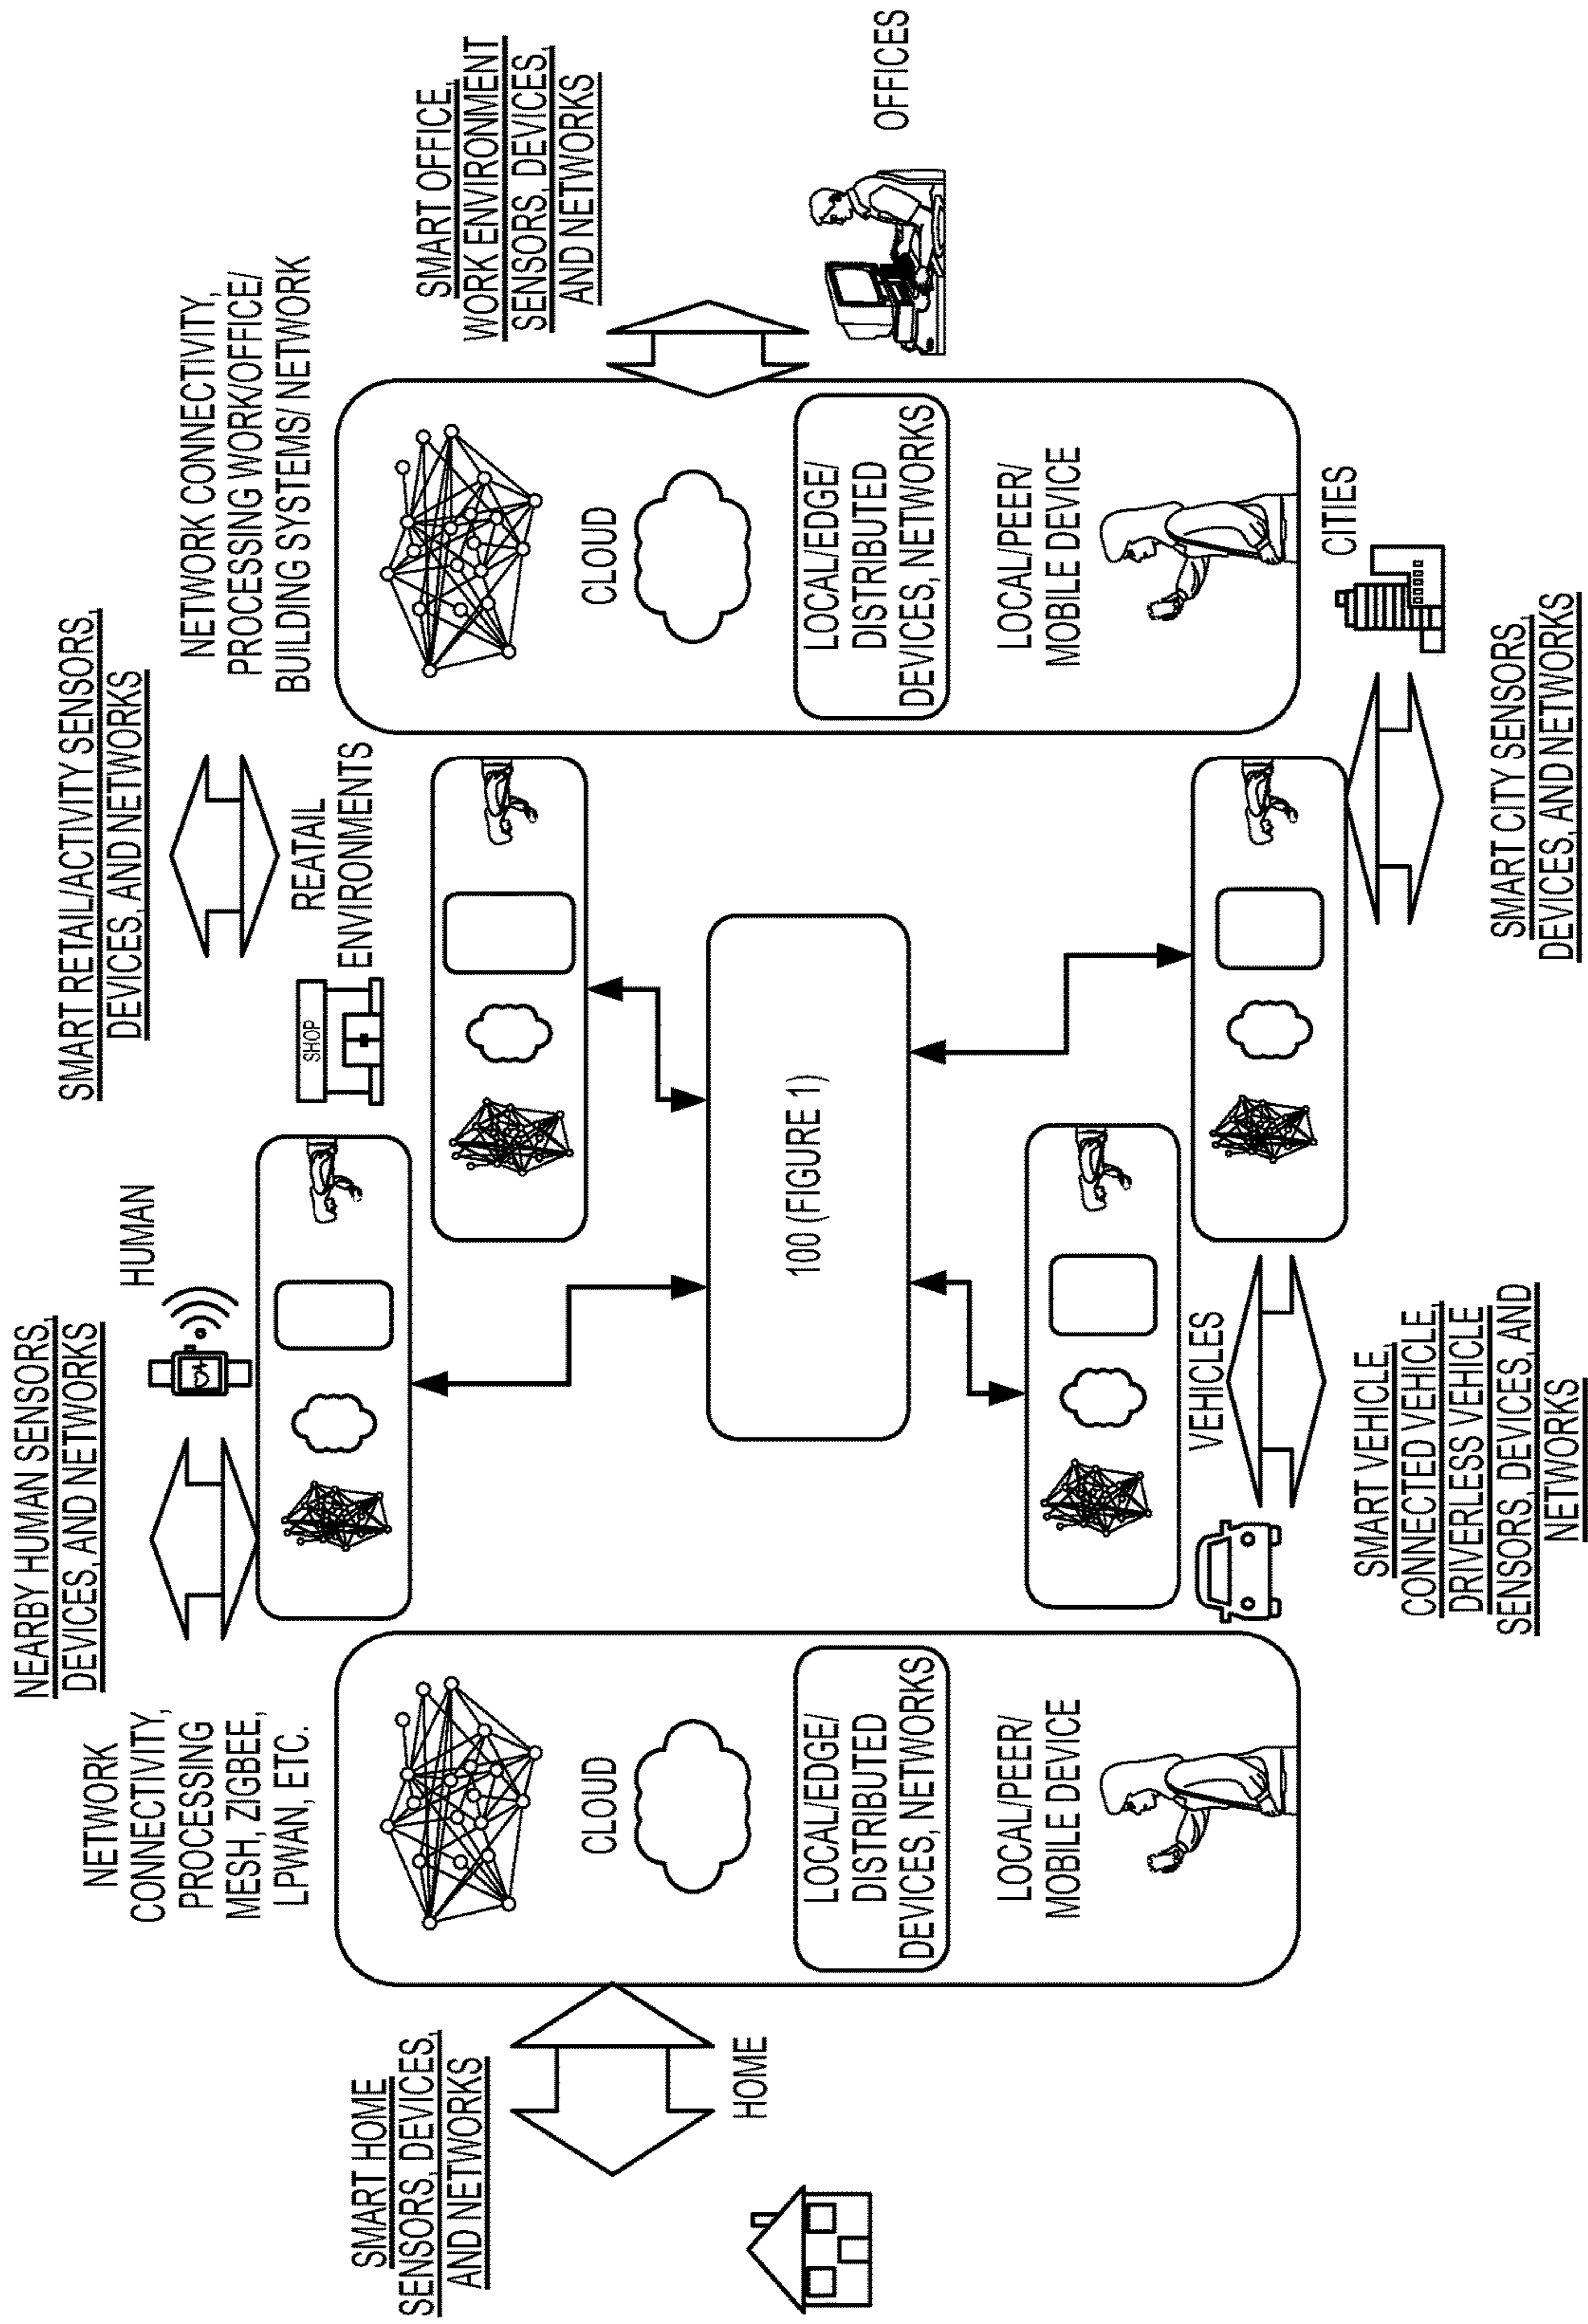 NEARBY HUMAN SENSORS,
DEVICES, AND NETWORKS
HUMAN
SMART RETAIL/ACTIVITY SENSORS,
DEVICES, AND NETWORKS
SHOP
REATAIL
ENVIRONMENTS
NETWORK
CONNECTIVITY,
PROCESSING
MESH, ZIGBEE,
LPWAN, ETC.
NETWORK CONNECTIVITY,
PROCESSING WORK/OFFICE/
BUILDING SYSTEMS/ NETWORK
SMART HOME
SENSORS, DEVICES,
AND NETWORKS
HOME
CLOUD
LOCAL/EDGE/
DISTRIBUTED
DEVICES, NETWORKS
LOCAL/PEER/
MOBILE DEVICE
100 (FIGURE 1)
CLOUD
LOCAL/EDGE/
DISTRIBUTED
DEVICES, NETWORKS
LOCAL/PEER/
MOBILE DEVICE
SMART OFFICE,
WORK ENVIRONMENT
SENSORS, DEVICES,
AND NETWORKS
OFFICES
VEHICLES
SMART VEHICLE,
CONNECTED VEHICLE,
DRIVERLESS VEHICLE
SENSORS, DEVICES, AND
NETWORKS
CITIES
SMART CITY SENSORS,
DEVICES, AND NETWORKS